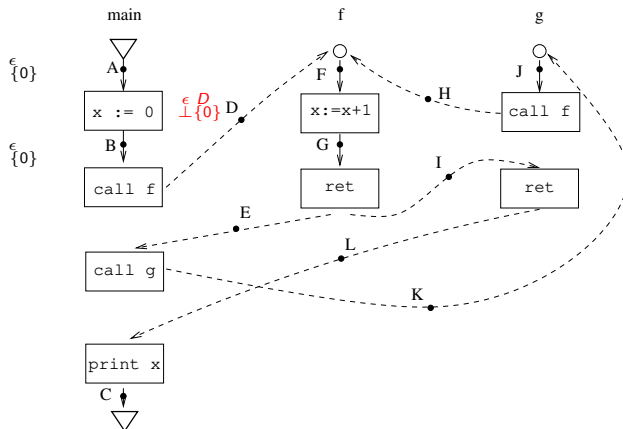 main f g
ϵ
{0}
A
F
J
H
x := 0
ϵ D
⊥{0}
D
x:=x+1
call f
ϵ
{0}
B
G
I
call f
ret
ret
E
L
call g
K
print x
C